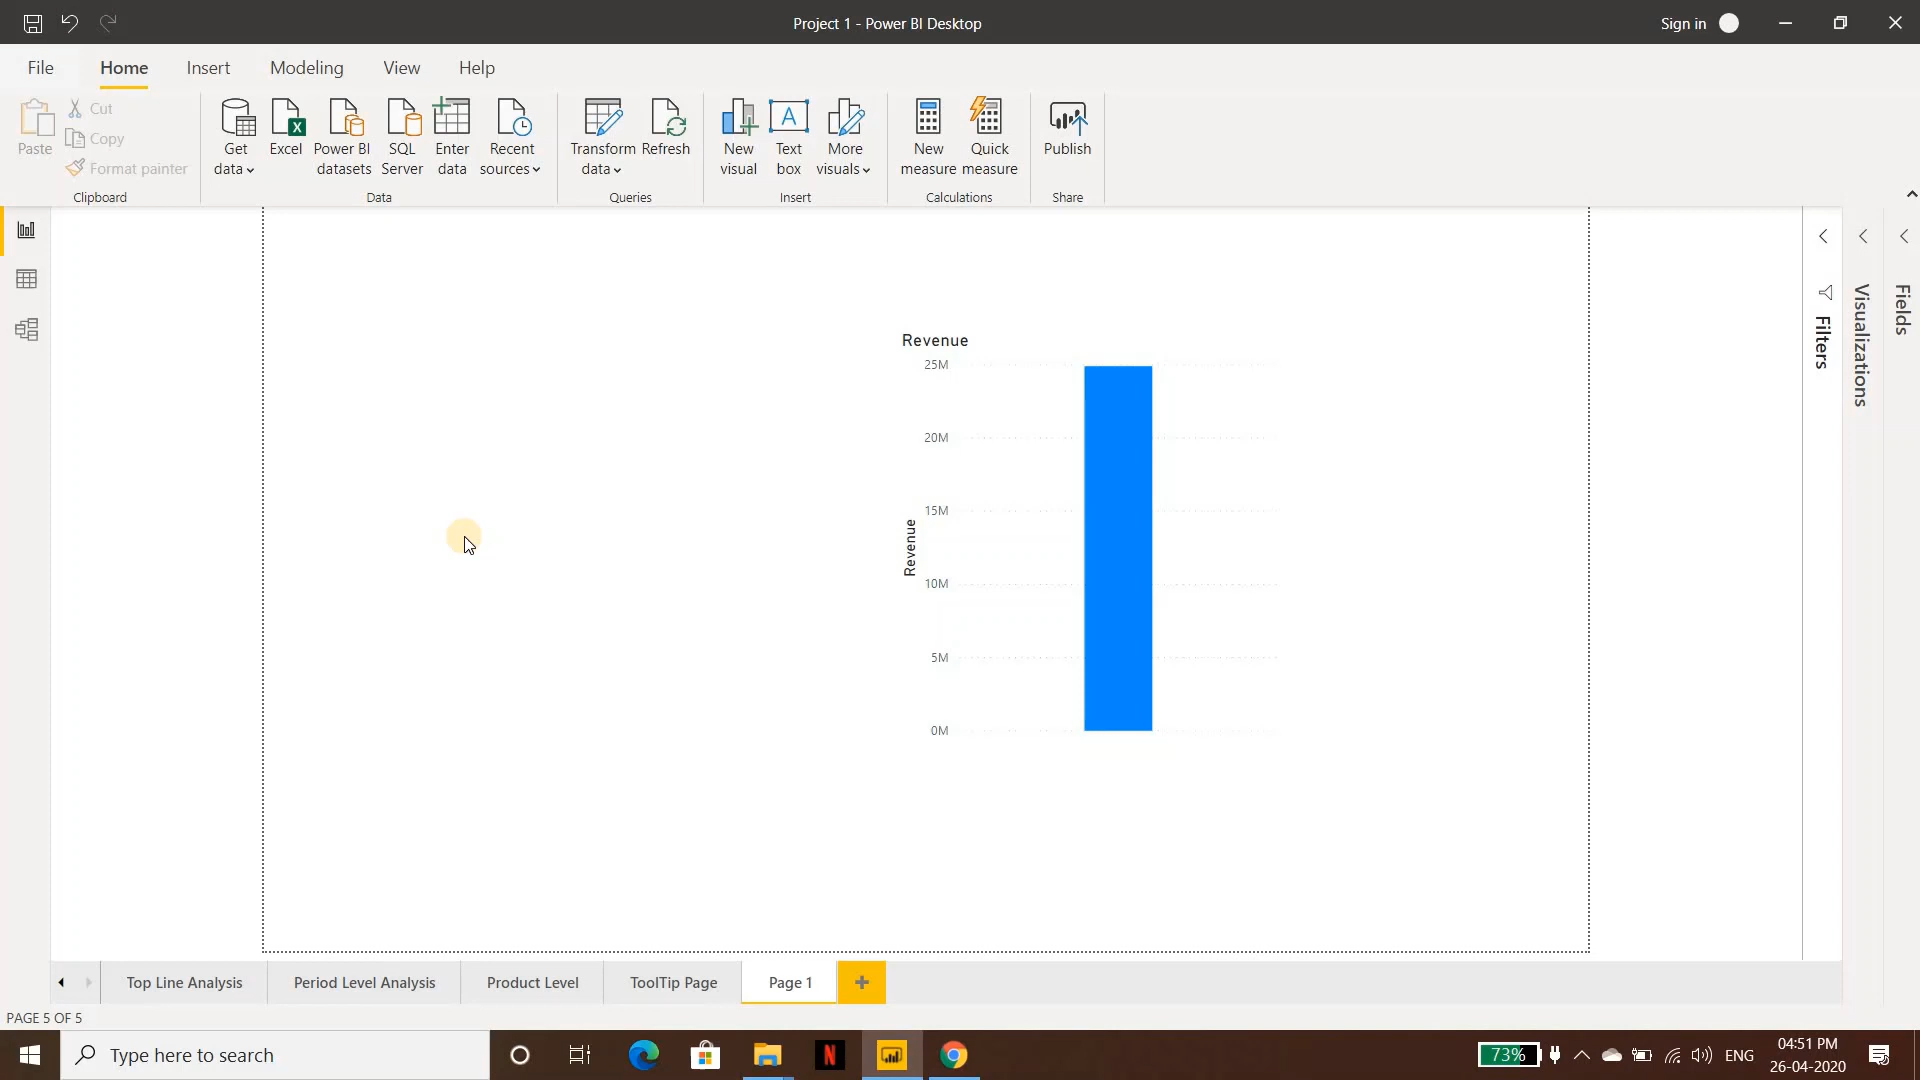 Project 1 - Power BI Desktop
Sign in
File Home Insert Modeling View Help
Paste
Cut
Copy
Format painter
Clipboard
Get data
Excel
Power BI datasets
SQL Server
Enter data
Recent sources
Data
Transform data
Refresh
Queries
New visual
Text box
More visuals
Insert
New measure
Quick measure
Calculations
Publish
Share
Filters
Visualizations
Fields
Revenue
25M
20M
15M
10M
5M
0M
Revenue
Top Line Analysis Period Level Analysis Product Level ToolTip Page Page 1 +
PAGE 5 OF 5
Type here to search
73%
ENG
04:51 PM
26-04-2020